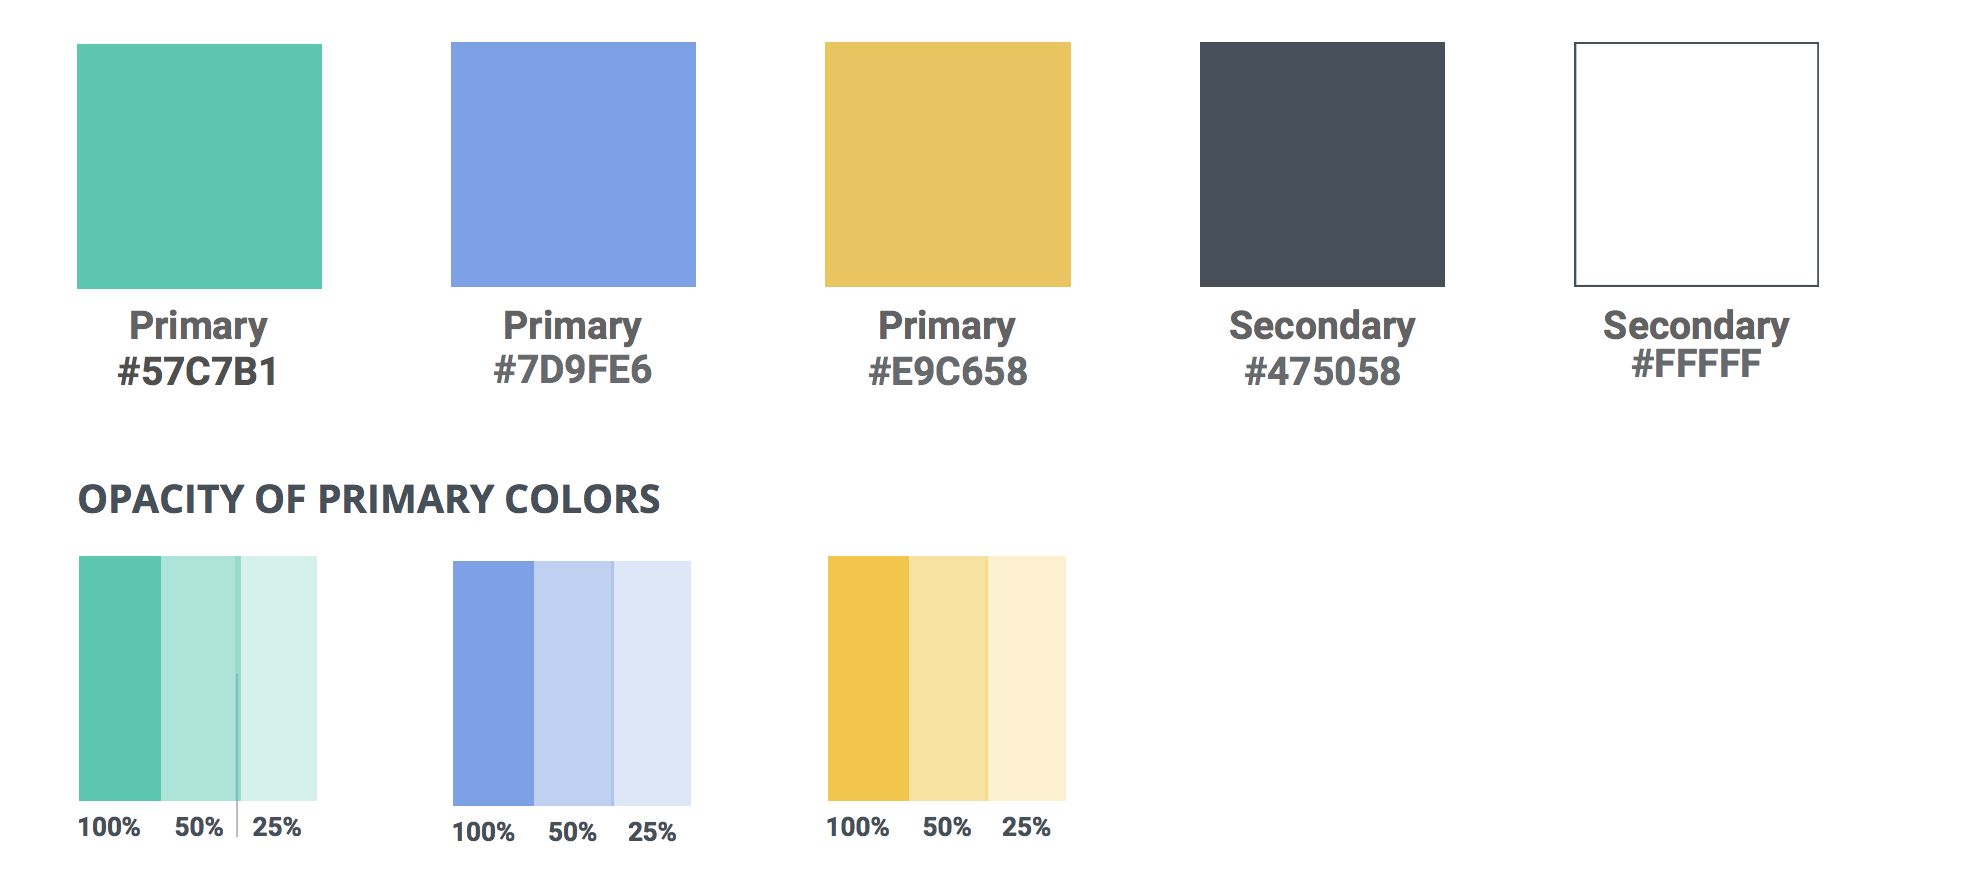 Primary
#57C7B1
Primary
#7D9FE6
Primary
#E9C658
Secondary
#475058
Secondary
#FFFFF
OPACITY OF PRIMARY COLORS
100% 50% 25%
100% 50% 25%
100% 50% 25%